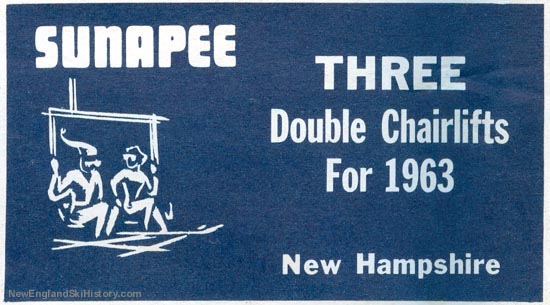 SUNAPEE
THREE
Double Chairlifts
For 1963
New Hampshire
NewEnglandSkiHistory.com